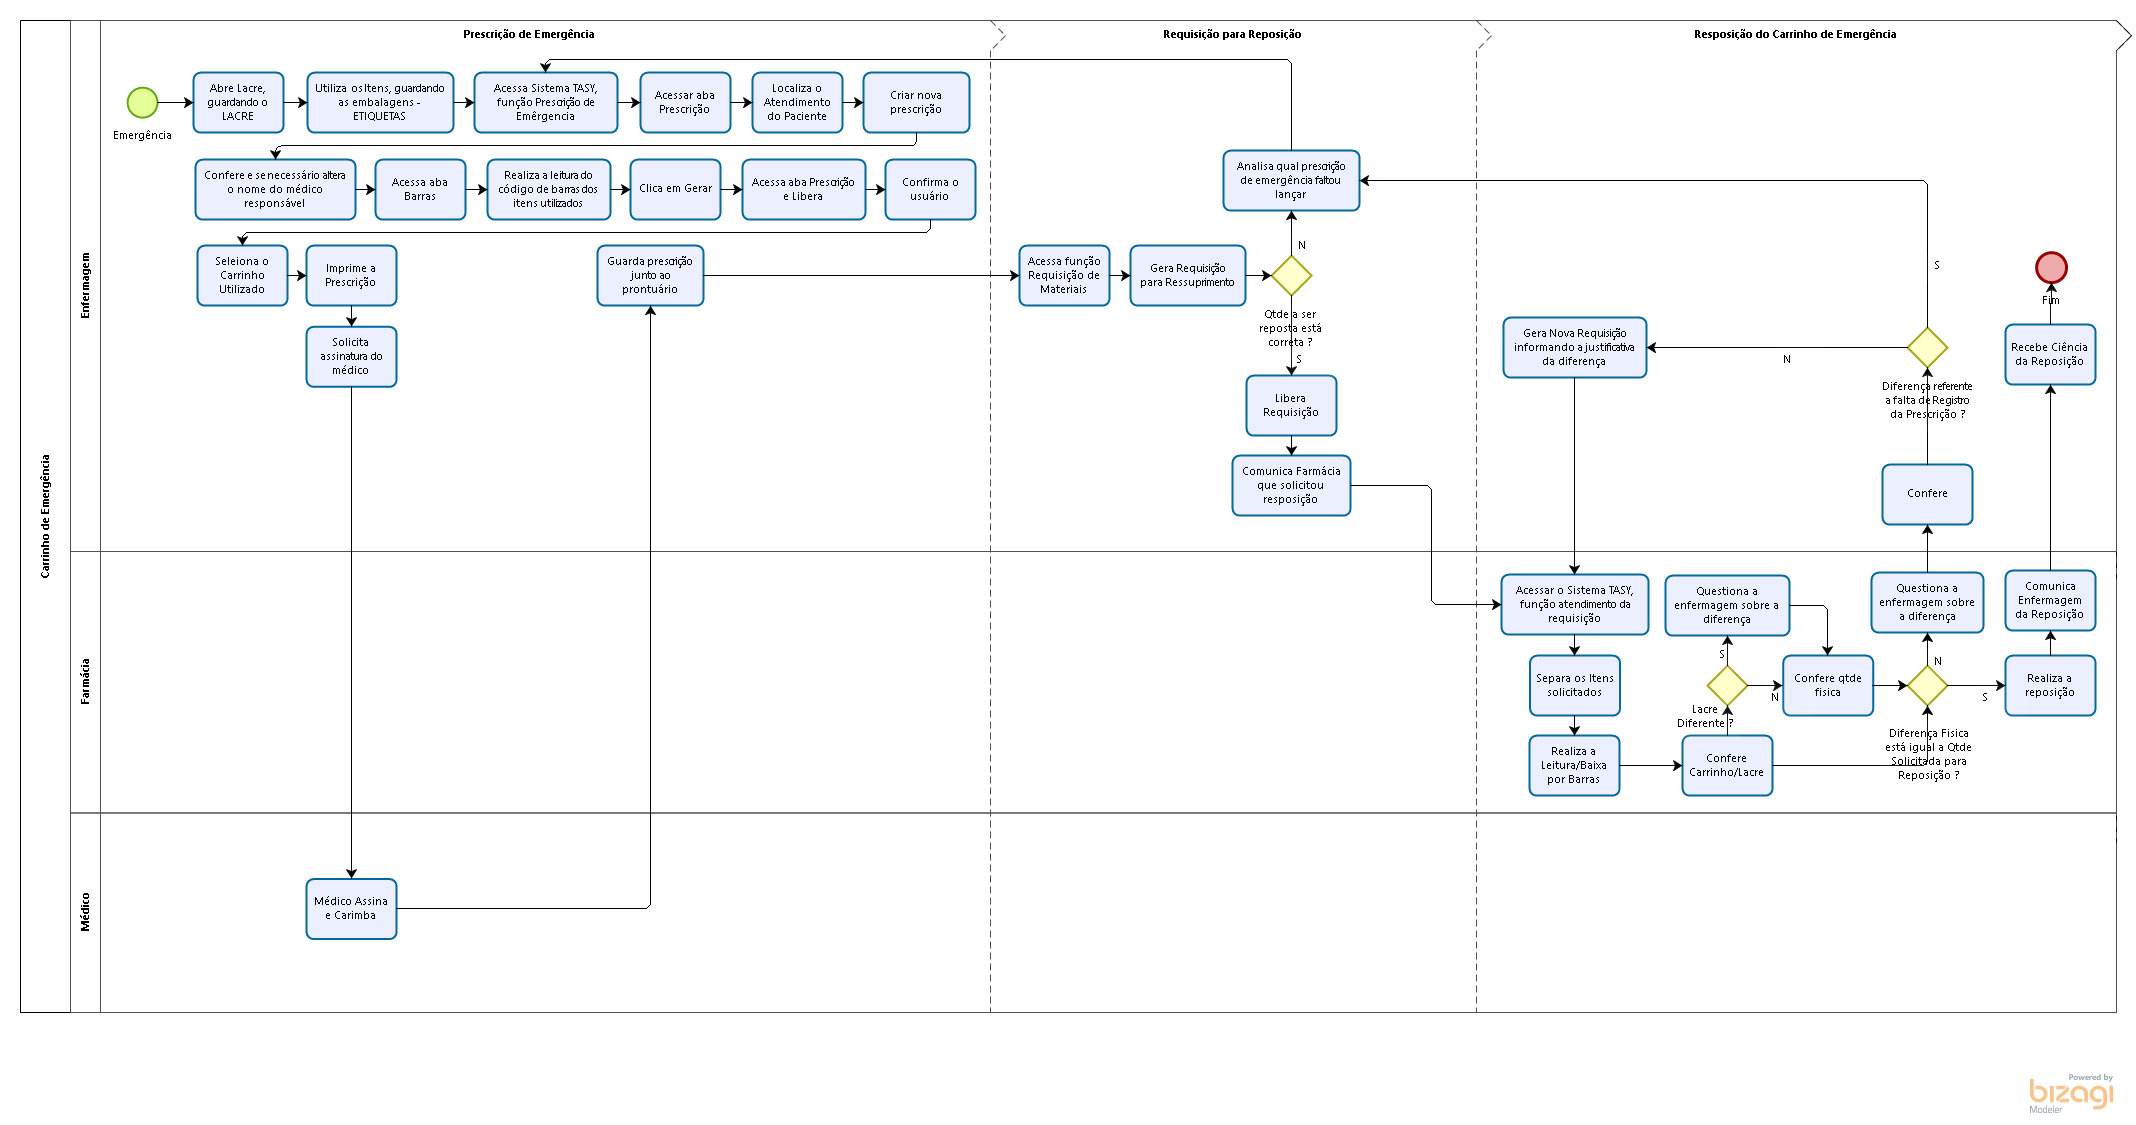 Prescrição de Emergência
Requisição para Reposição
Resposição do Carrinho de Emergência
Carrinho de Emergência
Enfermagem
Farmácia
Médico
Emergência
Abre Lacre,
guardando o
LACRE
Utiliza os Itens, guardando
as embalagens -
ETIQUETAS
Acessa Sistema TASY,
função Prescrição de
Emêrgencia
Acessar aba
Prescrição
Localiza o
Atendimento
do Paciente
Criar nova
prescrição
Confere e se necessário altera
o nome do médico
responsável
Acessa aba
Barras
Realiza a leitura do
código de barras dos
itens utilizados
Clica em Gerar
Acessa aba Prescrição
e Libera
Confirma o
usuário
Seleiona o
Carrinho
Utilizado
Imprime a
Prescrição
Solicita
assinatura do
médico
Médico Assina
e Carimba
Guarda prescrição
junto ao
prontuário
Acessa função
Requisição de
Materiais
Gera Requisição
para Ressuprimento
Analisa qual prescrição
de emergência faltou
lançar
N
Qtde a ser
reposta está
correta ?
S
Libera
Requisição
Comunica Farmácia
que solicitou
resposição
Gera Nova Requisição
informando a justificativa
da diferença
N
S
Diferença referente
a falta de Registro
da Prescrição ?
Confere
Fim
Recebe Ciência
da Reposição
Acessar o Sistema TASY,
função atendimento da
requisição
Separa os Itens
solicitados
Realiza a
Leitura/Baixa
por Barras
Questiona a
enfermagem sobre a
diferença
S
N
Lacre
Diferente ?
Confere
Carrinho/Lacre
Confere qtde
fisica
Questiona a
enfermagem sobre
a diferença
N
S
Diferença Fisica
está igual a Qtde
Solicitada para
Reposição ?
Comunica
Enfermagem
da Reposição
Realiza a
reposição
Powered by
bizagi
Modeler